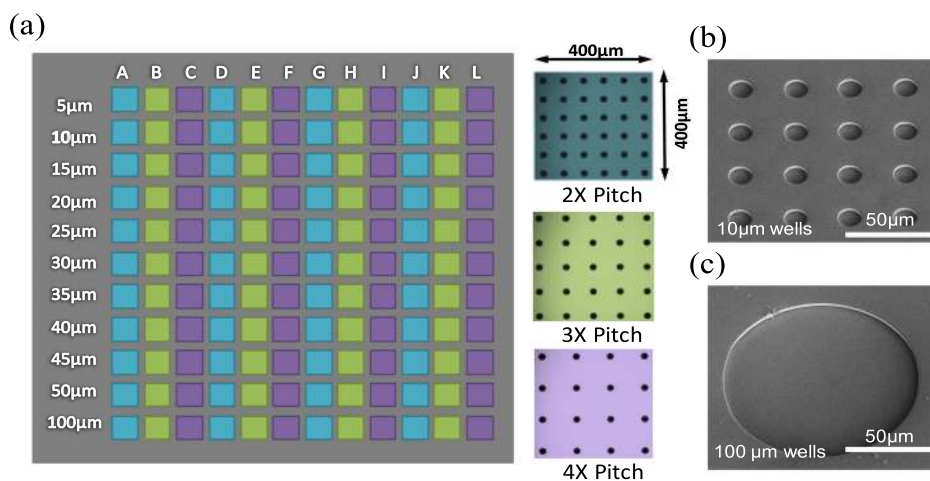 (a)
A B C D E F G H I J K L
5µm
10µm
15µm
20µm
25µm
30µm
35µm
40µm
45µm
50µm
100µm
400µm
400µm
2X Pitch
3X Pitch
4X Pitch
(b)
10µm wells
50µm
(c)
100 µm wells
50µm